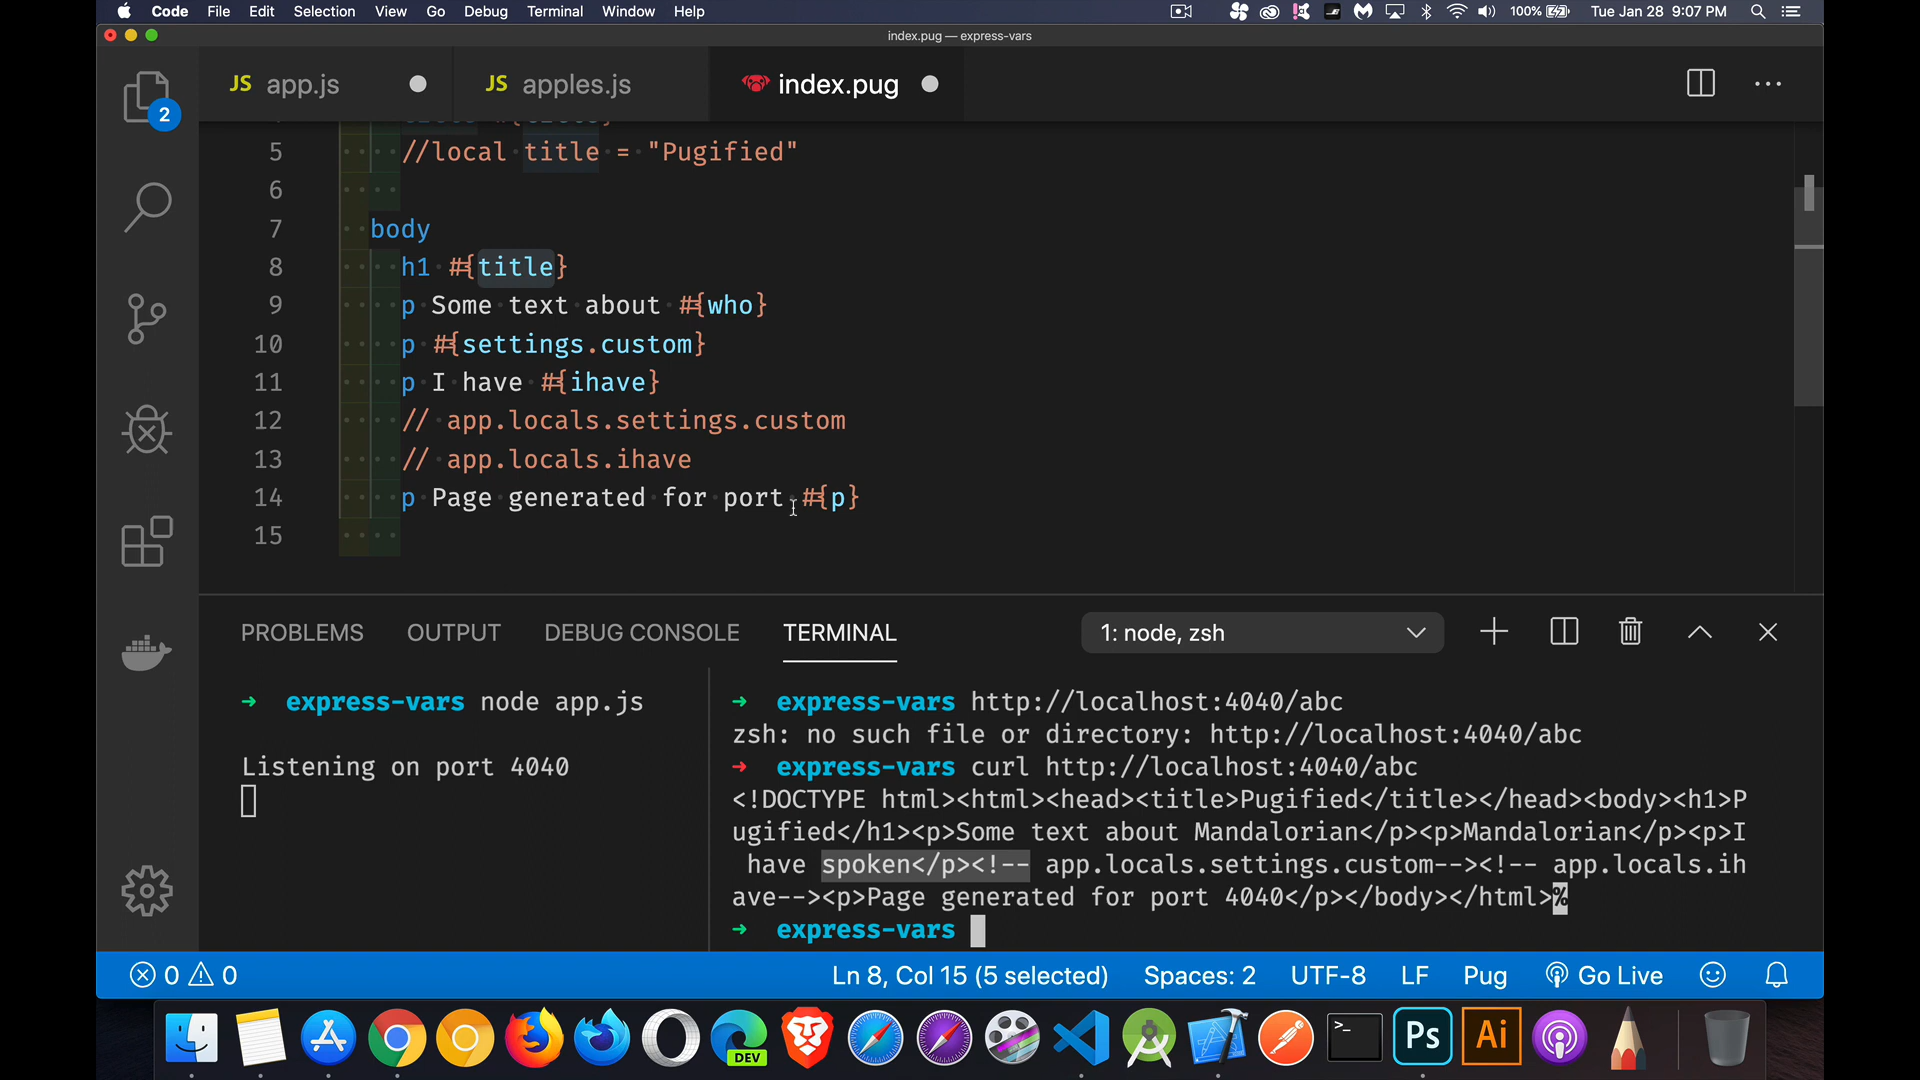 Code File Edit Selection View Go Debug Terminal Window Help 100% Tue Jan 28 9:07 PM
index.pug — express-vars
JS app.js JS apples.js index.pug
2
5 //local title = "Pugified"
6
7 body
8 h1 #{title}
9 p Some text about #{who}
10 p #{settings.custom}
11 p I have #{ihave}
12 // app.locals.settings.custom
13 // app.locals.ihave
14 p Page generated for port #{p}
15
PROBLEMS OUTPUT DEBUG CONSOLE TERMINAL 1: node, zsh
➜ express-vars node app.js
Listening on port 4040
➜ express-vars http://localhost:4040/abc
zsh: no such file or directory: http://localhost:4040/abc
➜ express-vars curl http://localhost:4040/abc
<!DOCTYPE html><html><head><title>Pugified</title></head><body><h1>P
ugified</h1><p>Some text about Mandalorian</p><p>Mandalorian</p><p>I
have spoken</p><!-- app.locals.settings.custom--><!-- app.locals.ih
ave--><p>Page generated for port 4040</p></body></html>%
➜ express-vars
0 0 Ln 8, Col 15 (5 selected) Spaces: 2 UTF-8 LF Pug Go Live
DEV >_ Ps Ai